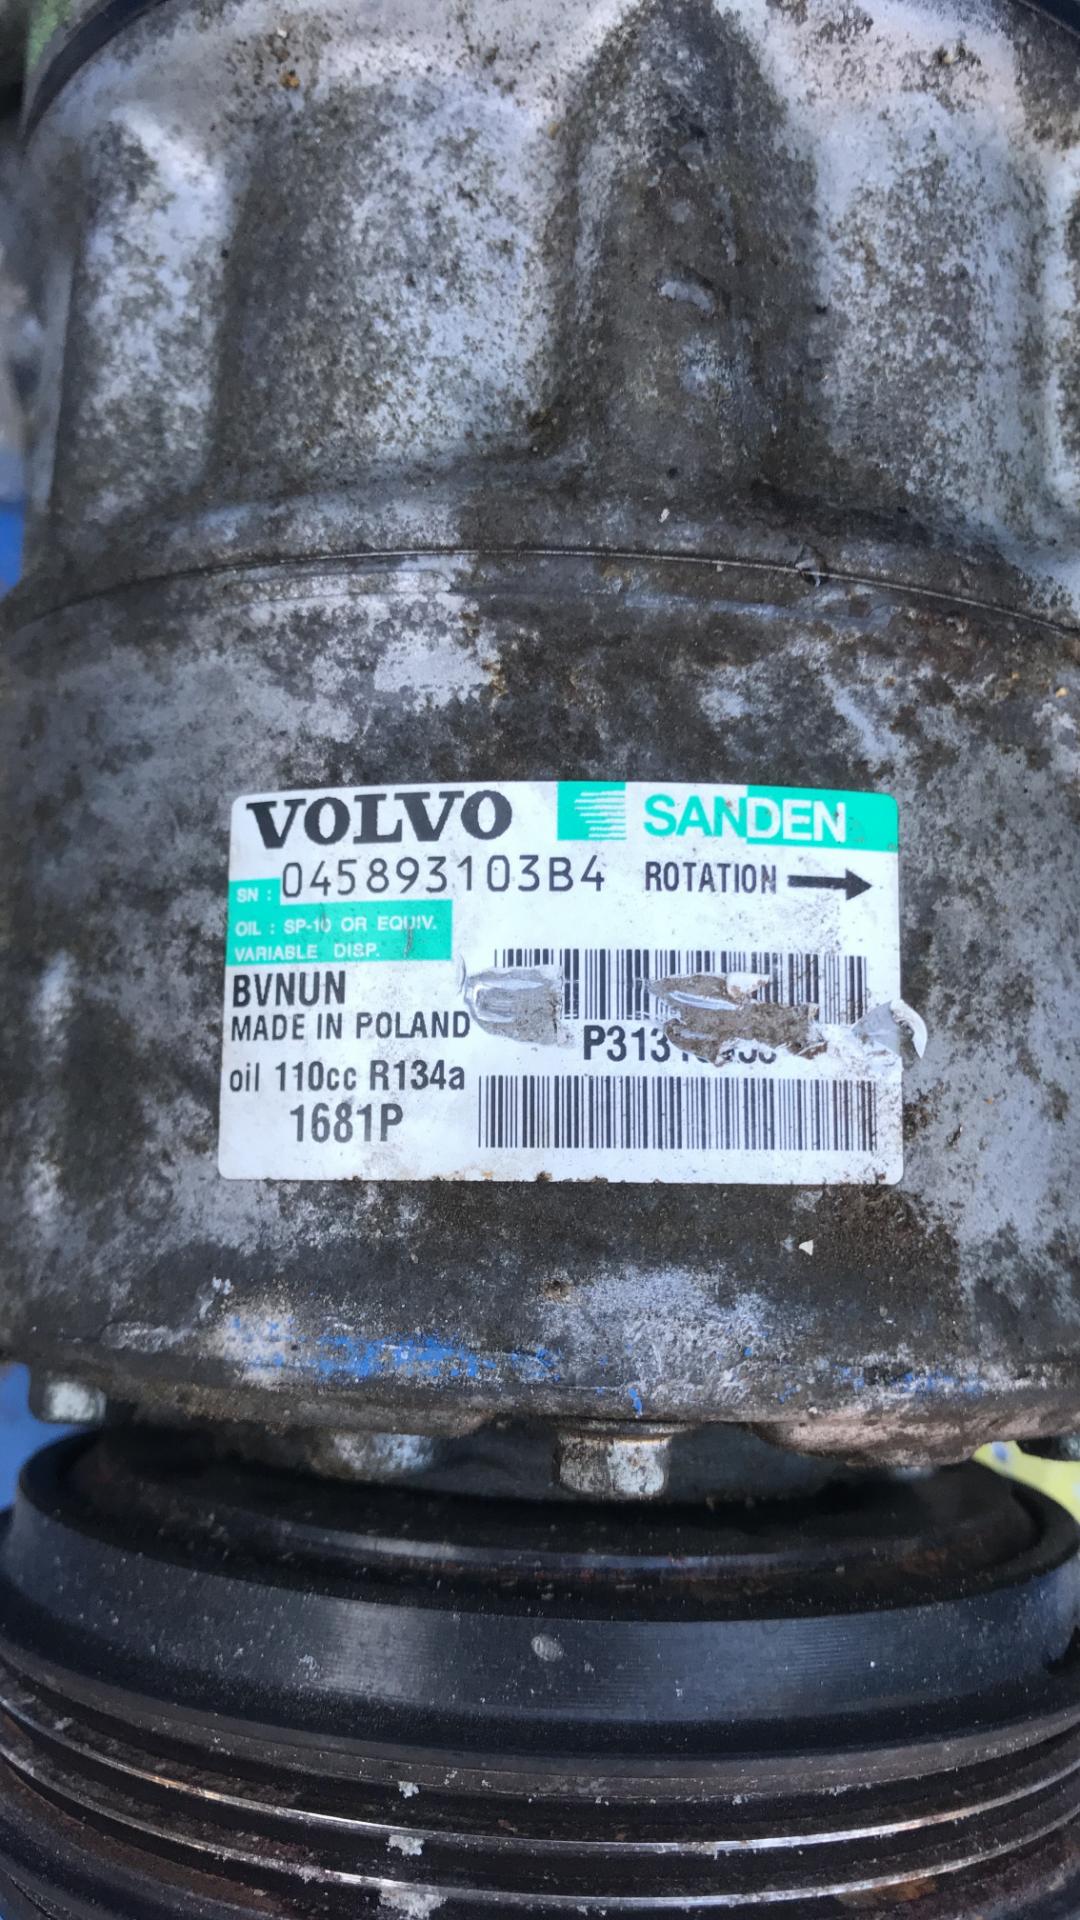 VOLVO SANDEN
SN : 045893103B4 ROTATION
OIL : SP-10 OR EQUIV.
VARIABLE DISP.
BVNUN
MADE IN POLAND
oil 110cc R134a
1681P